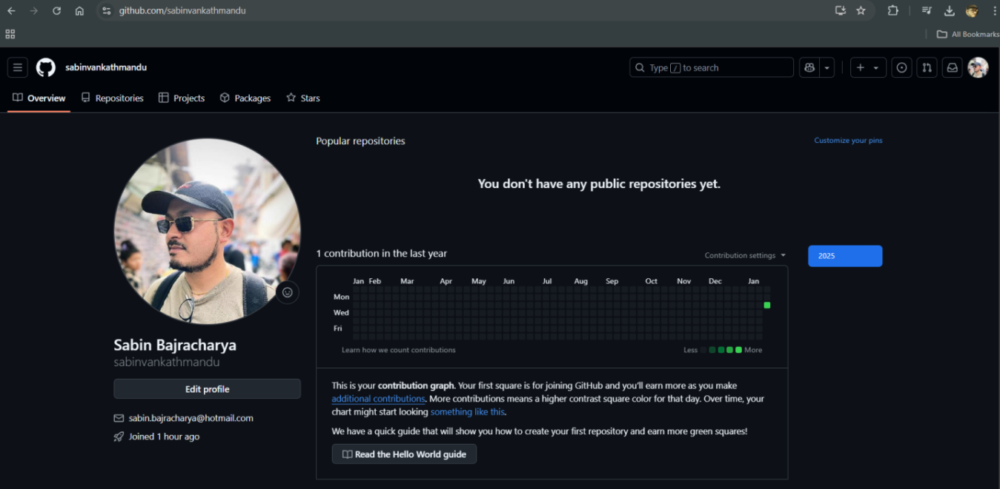 github.com/sabinvankathmandu
All Bookmarks
sabinvankathmandu
Type / to search
Overview Repositories Projects Packages Stars
Popular repositories
Customize your pins
You don't have any public repositories yet.
1 contribution in the last year
Contribution settings
2025
Jan Feb Mar Apr May Jun Jul Aug Sep Oct Nov Dec Jan
Mon
Wed
Fri
Learn how we count contributions
Less More
Sabin Bajracharya
sabinvankathmandu
Edit profile
sabin.bajracharya@hotmail.com
Joined 1 hour ago
This is your contribution graph. Your first square is for joining GitHub and you'll earn more as you make
additional contributions. More contributions means a higher contrast square color for that day. Over time, your
chart might start looking something like this.
We have a quick guide that will show you how to create your first repository and earn more green squares!
Read the Hello World guide